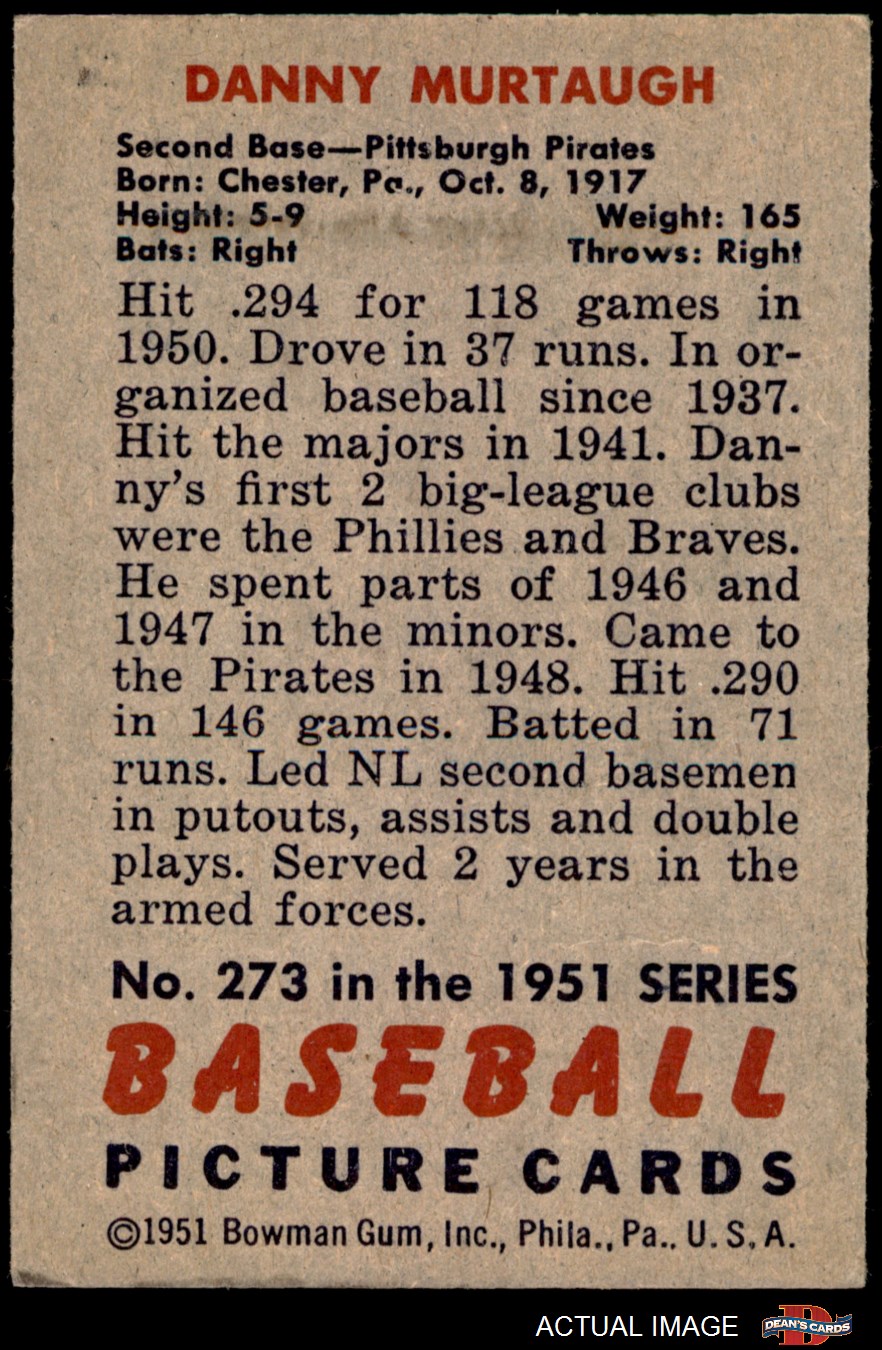 DANNY MURTAUGH
Second Base—Pittsburgh Pirates
Born: Chester, Pa., Oct. 8, 1917
Height: 5-9 Weight: 165
Bats: Right Throws: Right
Hit .294 for 118 games in
1950. Drove in 37 runs. In or-
ganized baseball since 1937.
Hit the majors in 1941. Dan-
ny's first 2 big-league clubs
were the Phillies and Braves.
He spent parts of 1946 and
1947 in the minors. Came to
the Pirates in 1948. Hit .290
in 146 games. Batted in 71
runs. Led NL second basemen
in putouts, assists and double
plays. Served 2 years in the
armed forces.
No. 273 in the 1951 SERIES
BASEBALL
PICTURE CARDS
©1951 Bowman Gum, Inc., Phila., Pa., U. S. A.
ACTUAL IMAGE
D
DEAN'S CARDS